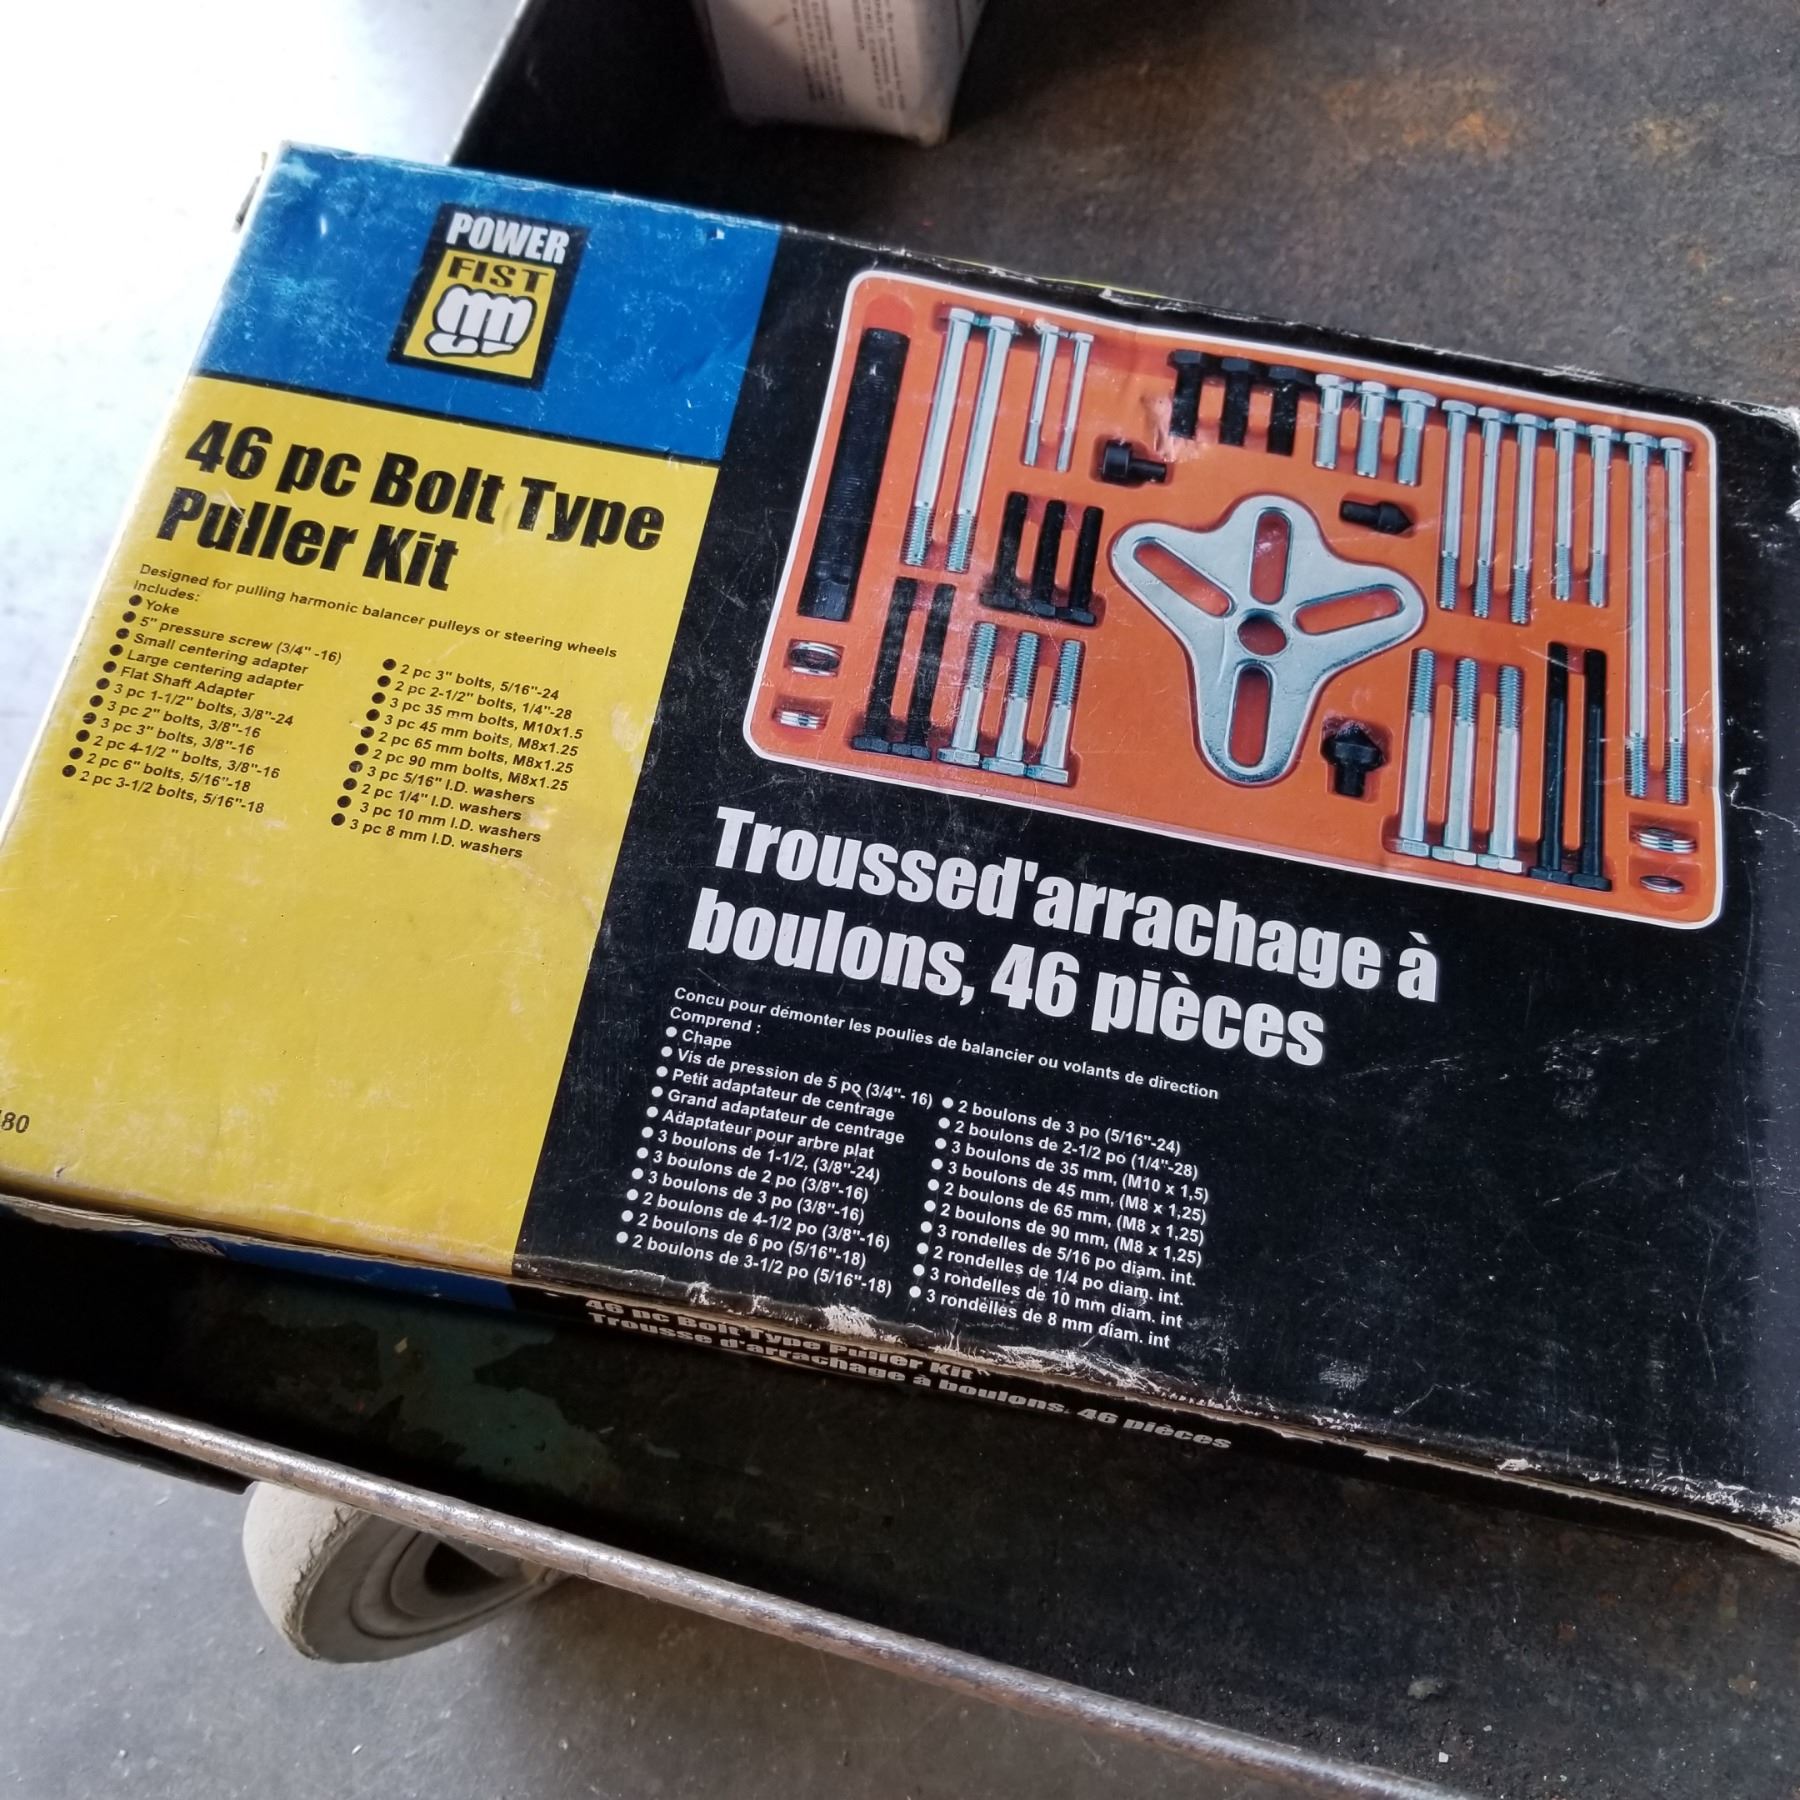 POWER
FIST
46 pc Bolt Type
Puller Kit
Designed for pulling harmonic balancer pulleys or steering wheels
Includes:
Yoke
5" pressure screw (3/4" -16)
Small centering adapter
Large centering adapter
Flat Shaft Adapter
3 pc 1-1/2" bolts, 3/8"-24
3 pc 2" bolts, 3/8"-16
3 pc 3" bolts, 3/8"-16
2 pc 4-1/2 " bolts, 3/8"-16
2 pc 6" bolts, 5/16"-18
2 pc 3-1/2 bolts, 5/16"-18
2 pc 3" bolts, 5/16"-24
2 pc 2-1/2" bolts, 1/4"-28
3 pc 35 mm bolts, M10x1.5
3 pc 45 mm bolts, M8x1.25
2 pc 65 mm bolts, M8x1.25
2 pc 90 mm bolts, M8x1.25
3 pc 5/16" I.D. washers
2 pc 1/4" I.D. washers
3 pc 10 mm I.D. washers
3 pc 8 mm I.D. washers
80
Troussed'arrachage à
boulons, 46 pièces
Concu pour démonter les poulies de balancier ou volants de direction
Comprend :
Chape
Vis de pression de 5 po (3/4"- 16)
Petit adaptateur de centrage
Grand adaptateur de centrage
Adaptateur pour arbre plat
3 boulons de 1-1/2, (3/8"-24)
3 boulons de 2 po (3/8"-16)
3 boulons de 3 po (3/8"-16)
2 boulons de 4-1/2 po (3/8"-16)
2 boulons de 6 po (5/16"-18)
2 boulons de 3-1/2 po (5/16"-18)
2 boulons de 3 po (5/16"-24)
2 boulons de 2-1/2 po (1/4"-28)
3 boulons de 35 mm, (M10 x 1,5)
3 boulons de 45 mm, (M8 x 1,25)
2 boulons de 65 mm, (M8 x 1,25)
2 boulons de 90 mm, (M8 x 1,25)
3 rondelles de 5/16 po diam. int.
2 rondelles de 1/4 po diam. int.
3 rondelles de 10 mm diam. int
3 rondelles de 8 mm diam. int
46 pc Bolt Type Puller Kit
Trousse d'arrachage à boulons, 46 pièces